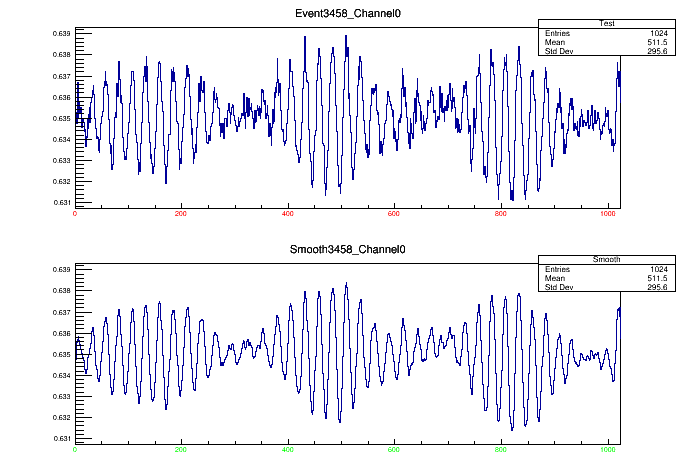 Event3458_Channel0
Test
Entries 1024
Mean 511.5
Std Dev 295.6
0.639
0.638
0.637
0.636
0.635
0.634
0.633
0.632
0.631
0 200 400 600 800 1000
Smooth3458_Channel0
Smooth
Entries 1024
Mean 511.5
Std Dev 295.6
0.639
0.638
0.637
0.636
0.635
0.634
0.633
0.632
0.631
0 200 400 600 800 1000